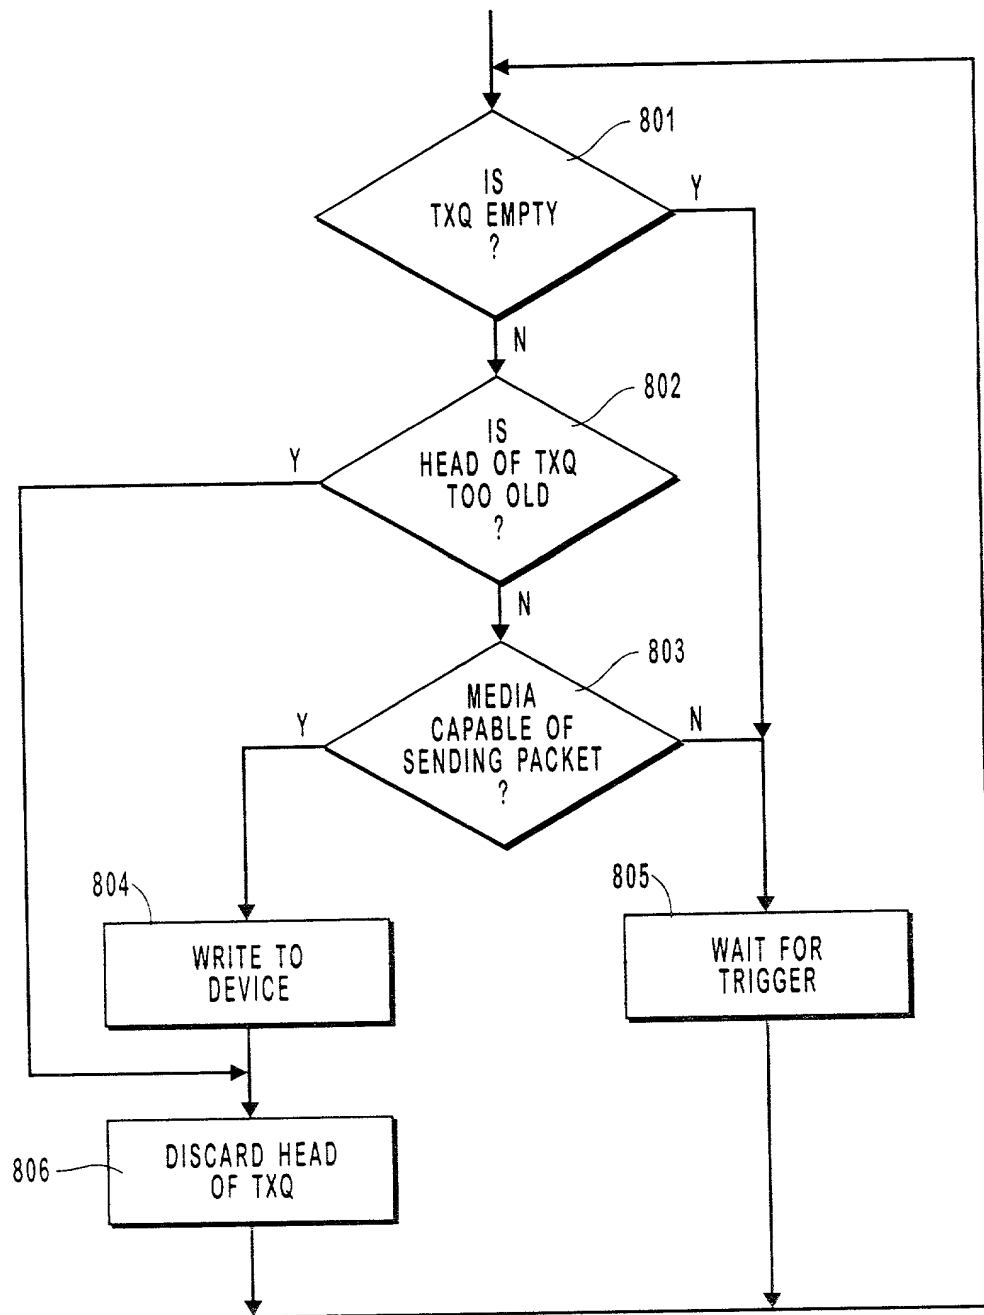 801
IS
TXQ EMPTY
?
Y
N
802
IS
HEAD OF TXQ
TOO OLD
?
Y
N
803
MEDIA
CAPABLE OF
SENDING PACKET
?
Y
N
804
WRITE TO
DEVICE
805
WAIT FOR
TRIGGER
806
DISCARD HEAD
OF TXQ